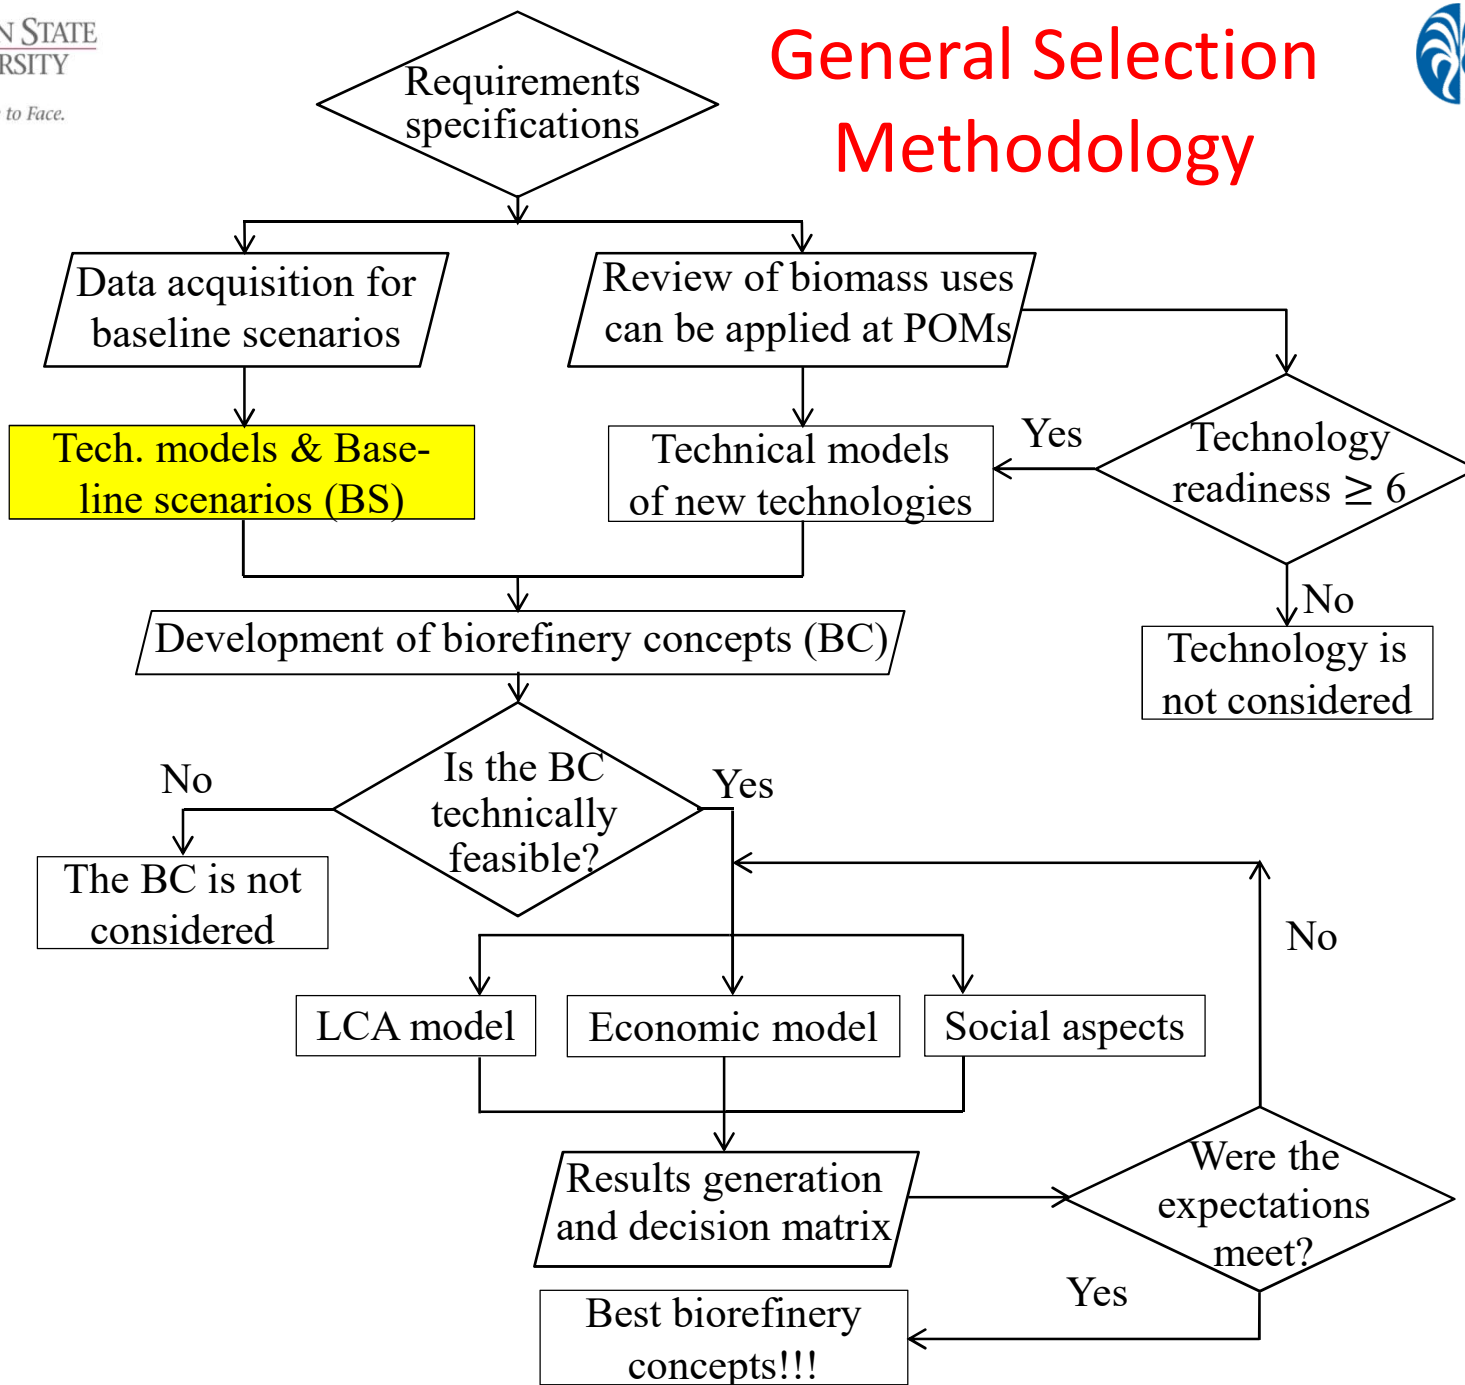 N STATE
RSITY
to Face.
General Selection
Methodology
Requirements
specifications
Data acquisition for
baseline scenarios
Review of biomass uses
can be applied at POMs
Tech. models & Base-
line scenarios (BS)
Technical models
of new technologies
Yes
Technology
readiness ≥ 6
No
Technology is
not considered
Development of biorefinery concepts (BC)
Is the BC
technically
feasible?
No
Yes
The BC is not
considered
No
LCA model
Economic model
Social aspects
Results generation
and decision matrix
Were the
expectations
meet?
Yes
Best biorefinery
concepts!!!